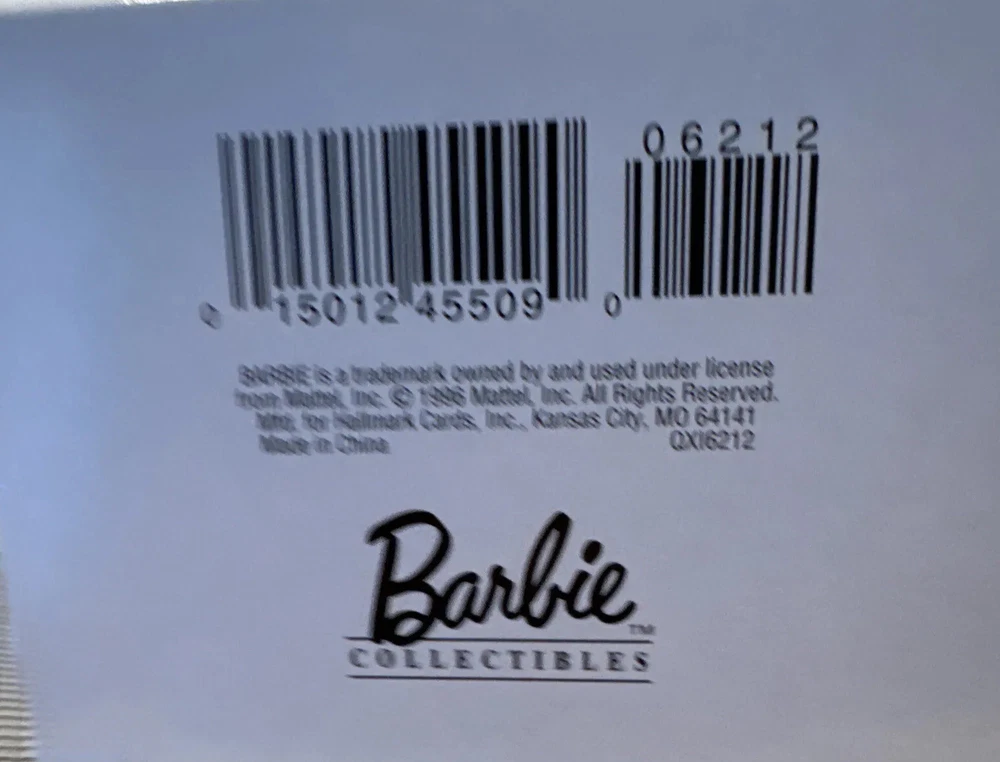 06212
0 15012 45509 0
BARBIE is a trademark owned by and used under license
from Mattel, Inc. © 1996 Mattel, Inc. All Rights Reserved.
Mfd. for Hallmark Cards, Inc., Kansas City, MO 64141
Made in China QXI6212
Barbie™
COLLECTIBLES